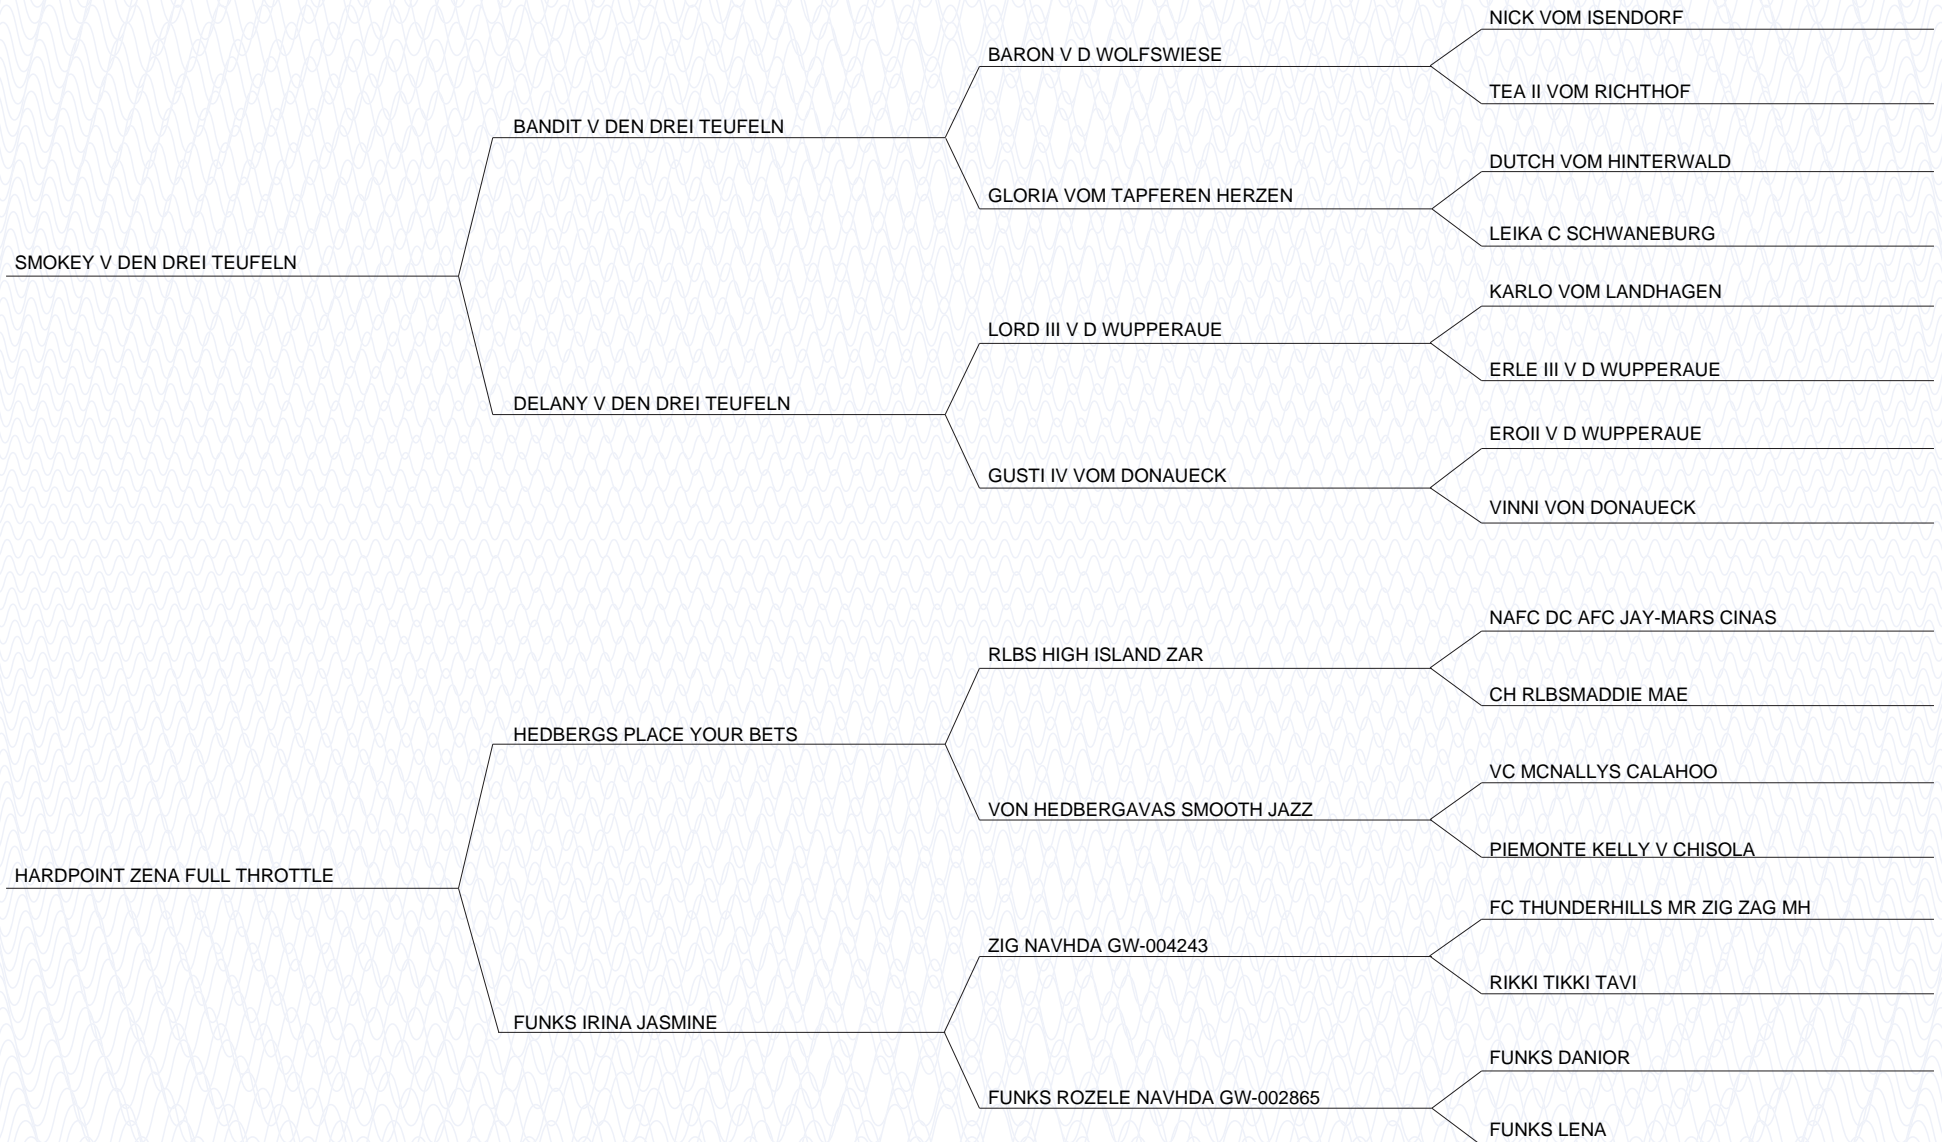 NICK VOM ISENDORF
BARON V D WOLFSWIESE
TEA II VOM RICHTHOF
BANDIT V DEN DREI TEUFELN
DUTCH VOM HINTERWALD
GLORIA VOM TAPFEREN HERZEN
LEIKA C SCHWANEBURG
SMOKEY V DEN DREI TEUFELN
KARLO VOM LANDHAGEN
LORD III V D WUPPERAUE
ERLE III V D WUPPERAUE
DELANY V DEN DREI TEUFELN
EROII V D WUPPERAUE
GUSTI IV VOM DONAUECK
VINNI VON DONAUECK
NAFC DC AFC JAY-MARS CINAS
RLBS HIGH ISLAND ZAR
CH RLBSMADDIE MAE
HEDBERGS PLACE YOUR BETS
VC MCNALLYS CALAHOO
VON HEDBERGAVAS SMOOTH JAZZ
PIEMONTE KELLY V CHISOLA
HARDPOINT ZENA FULL THROTTLE
FC THUNDERHILLS MR ZIG ZAG MH
ZIG NAVHDA GW-004243
RIKKI TIKKI TAVI
FUNKS IRINA JASMINE
FUNKS DANIOR
FUNKS ROZELE NAVHDA GW-002865
FUNKS LENA